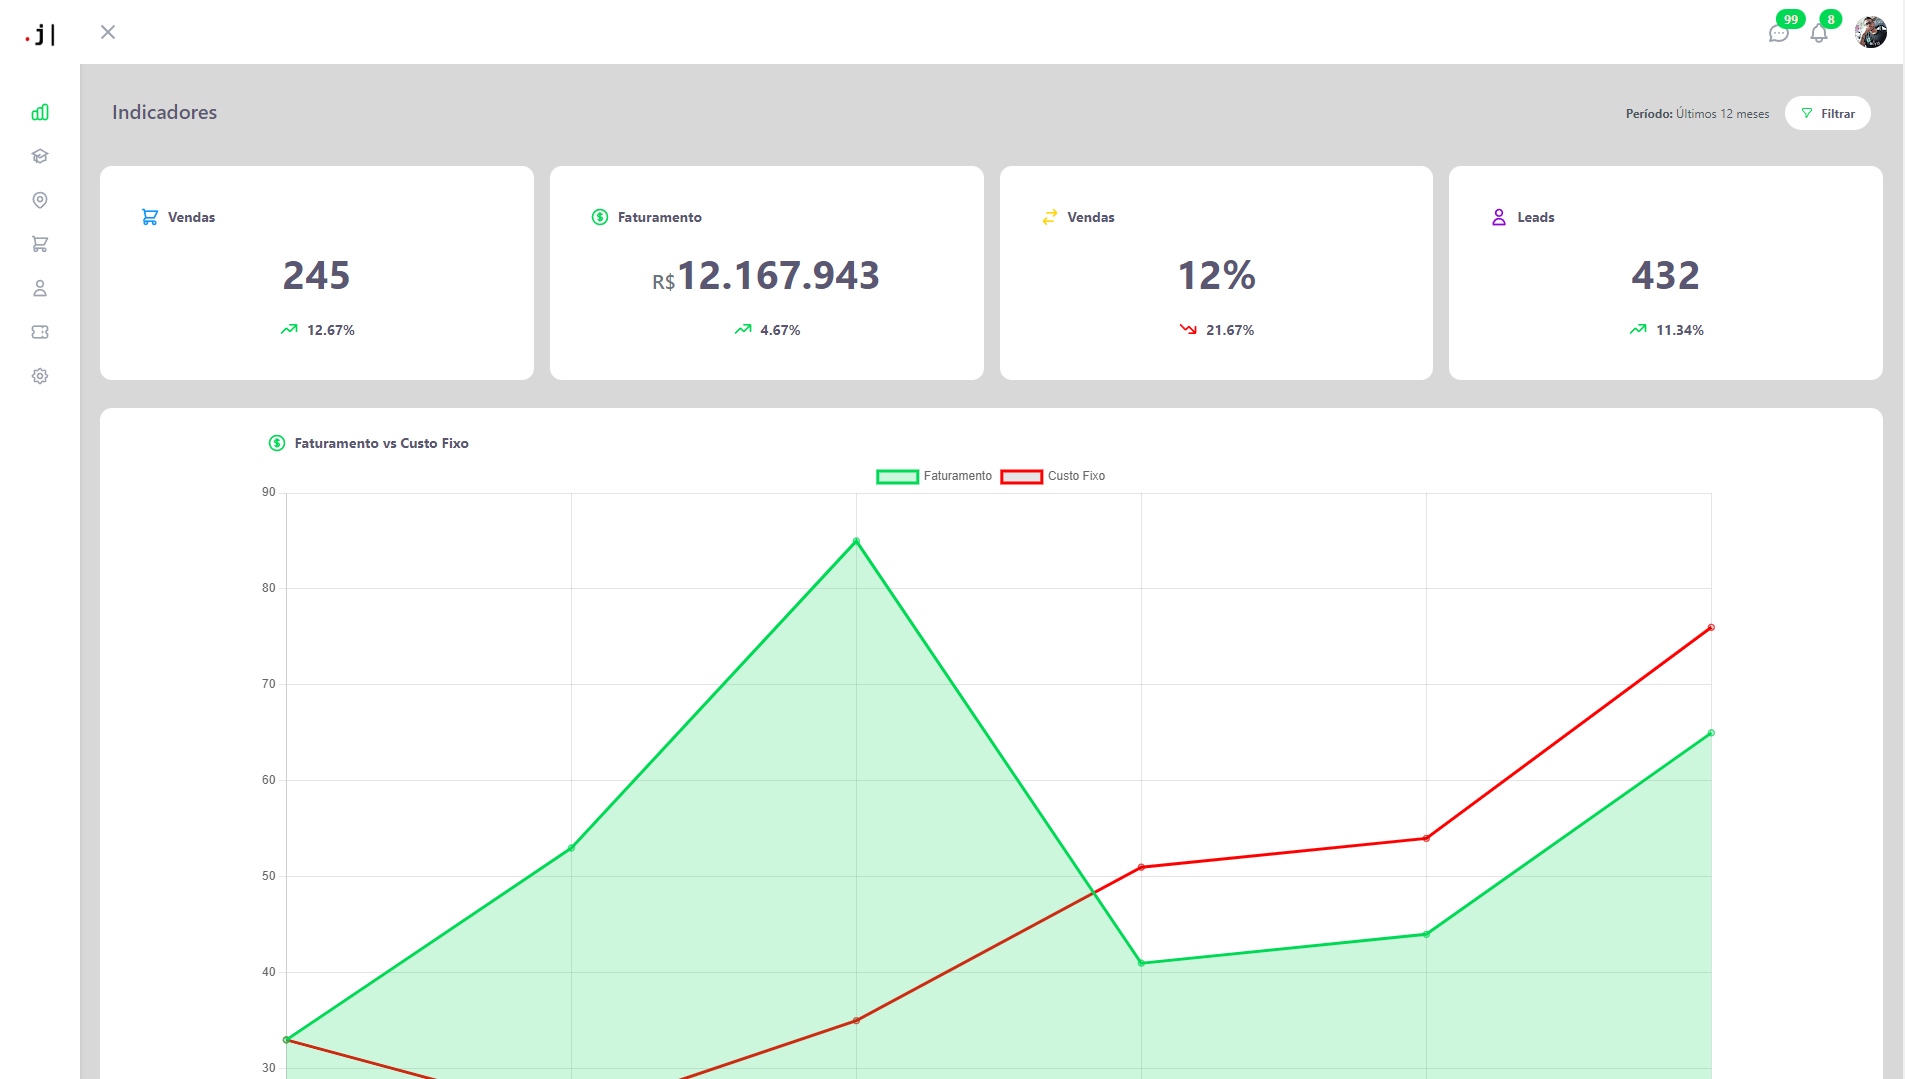 .j|
99
8
Indicadores
Período: Últimos 12 meses
Filtrar
Vendas
245
12.67%
Faturamento
R$12.167.943
4.67%
Vendas
12%
21.67%
Leads
432
11.34%
Faturamento vs Custo Fixo
Faturamento
Custo Fixo
90
80
70
60
50
40
30